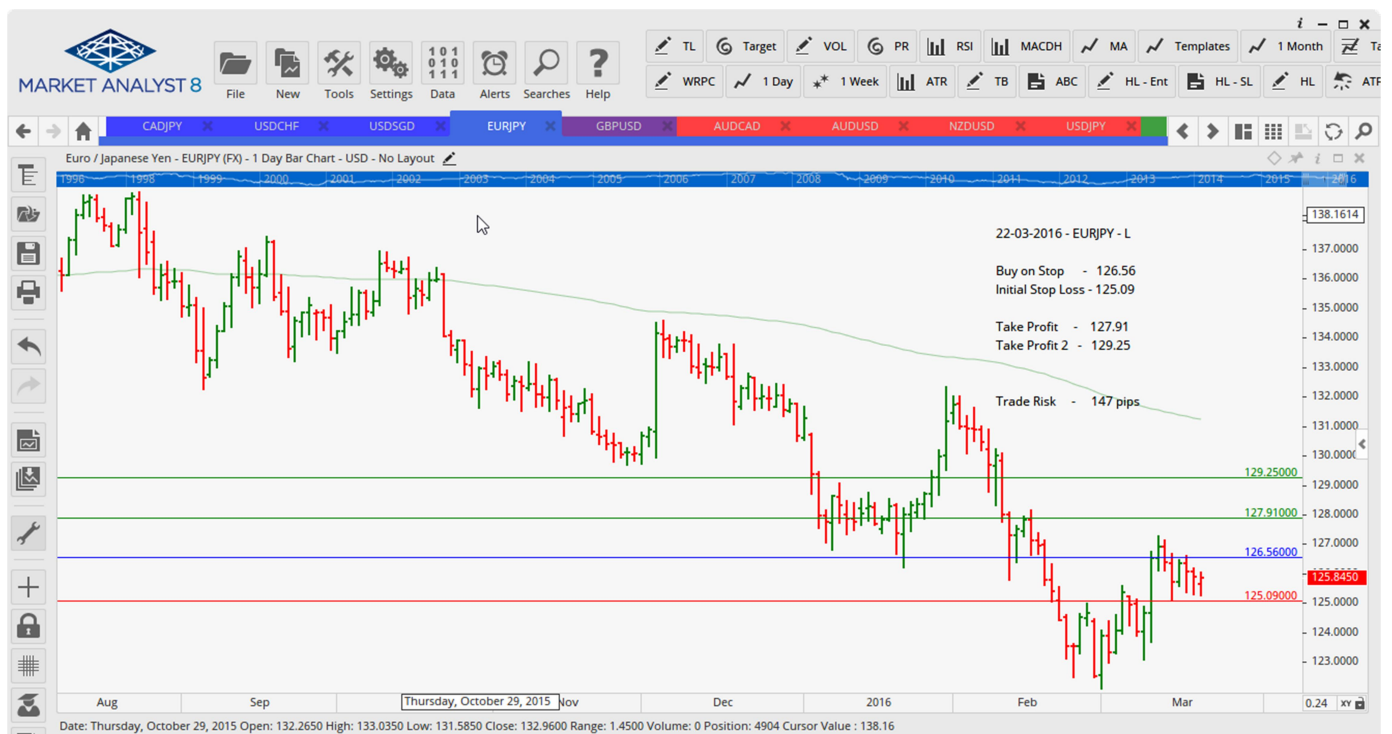 MARKET ANALYST 8
File New Tools Settings Data Alerts Searches Help
TL Target VOL PR RSI MACDH MA Templates 1 Month
WRPC 1 Day 1 Week ATR TB ABC HL - Ent HL - SL HL
CADJPY USDCHF USDSGD EURJPY GBPUSD AUDCAD AUDUSD NZDUSD USDJPY
Euro / Japanese Yen - EURJPY (FX) - 1 Day Bar Chart - USD - No Layout
1996 1998 1999 2000 2001 2002 2003 2004 2005 2006 2007 2008 2009 2010 2011 2012 2013 2014 2015 2016
138.1614
22-03-2016 - EURJPY - L
137.0000
Buy on Stop - 126.56
136.0000
Initial Stop Loss - 125.09
135.0000
Take Profit - 127.91
134.0000
Take Profit 2 - 129.25
133.0000
132.0000
Trade Risk - 147 pips
131.0000
130.0000
129.25000
129.0000
127.91000
128.0000
127.0000
126.56000
125.8450
125.09000
125.0000
124.0000
123.0000
Aug Sep Thursday, October 29, 2015 Nov Dec 2016 Feb Mar 0.24 XY
Date: Thursday, October 29, 2015 Open: 132.2650 High: 133.0350 Low: 131.5850 Close: 132.9600 Range: 1.4500 Volume: 0 Position: 4904 Cursor Value : 138.16